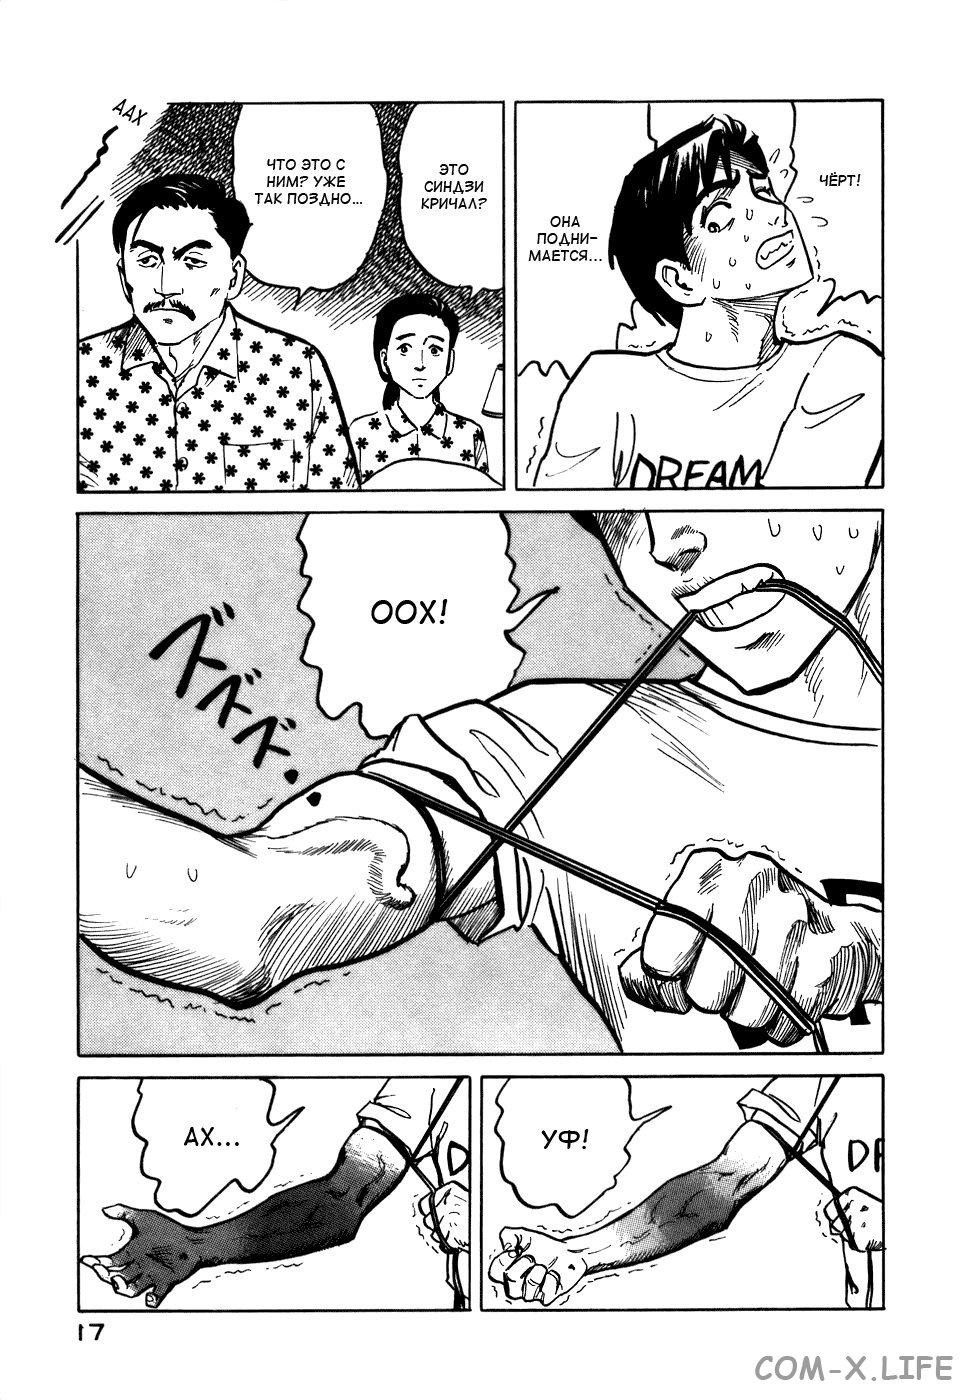 ЧЁРТ!
ОНА
ПОДНИ-
МАЕТСЯ...
DREAM
ЭТО
СИНДЗИ
КРИЧАЛ?
ЧТО ЭТО С
НИМ? УЖЕ
ТАК ПОЗДНО...
ААХ
ООХ!
ズズズ
УФ!
DR
АХ...
D
17
COM-X.LIFE